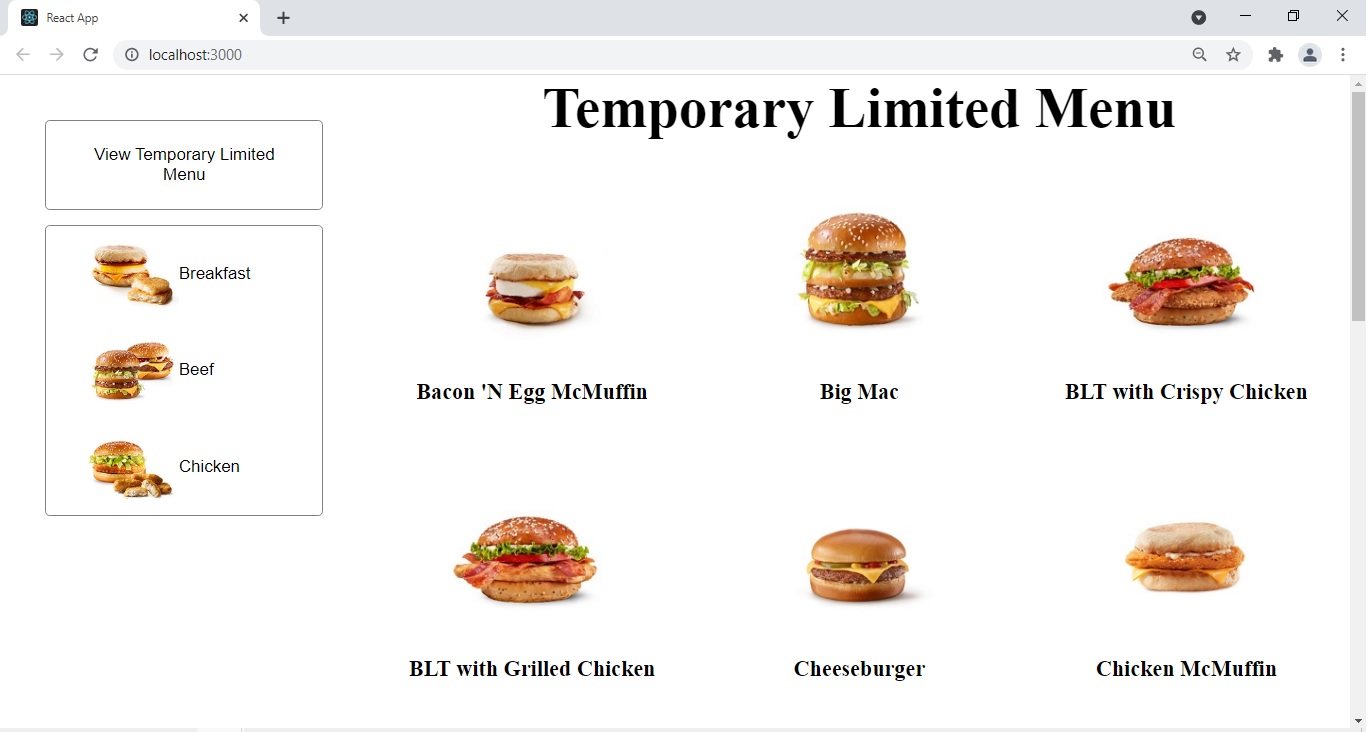 React App
localhost:3000
View Temporary Limited
Menu
Breakfast
Beef
Chicken
Temporary Limited Menu
Bacon 'N Egg McMuffin
Big Mac
BLT with Crispy Chicken
BLT with Grilled Chicken
Cheeseburger
Chicken McMuffin